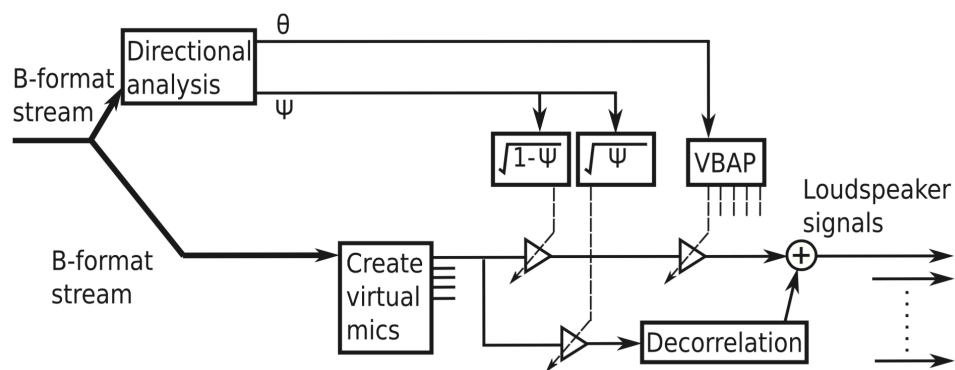 θ
Directional
analysis
B-format
stream
Ψ
√1-Ψ
√Ψ
VBAP
Loudspeaker
signals
B-format
stream
Create
virtual
mics
+
Decorrelation